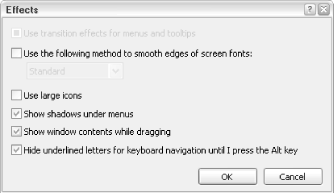 Effects
Use transition effects for menus and tooltips
Use the following method to smooth edges of screen fonts:
Standard
Use large icons
Show shadows under menus
Show window contents while dragging
Hide underlined letters for keyboard navigation until I press the Alt key
OK
Cancel